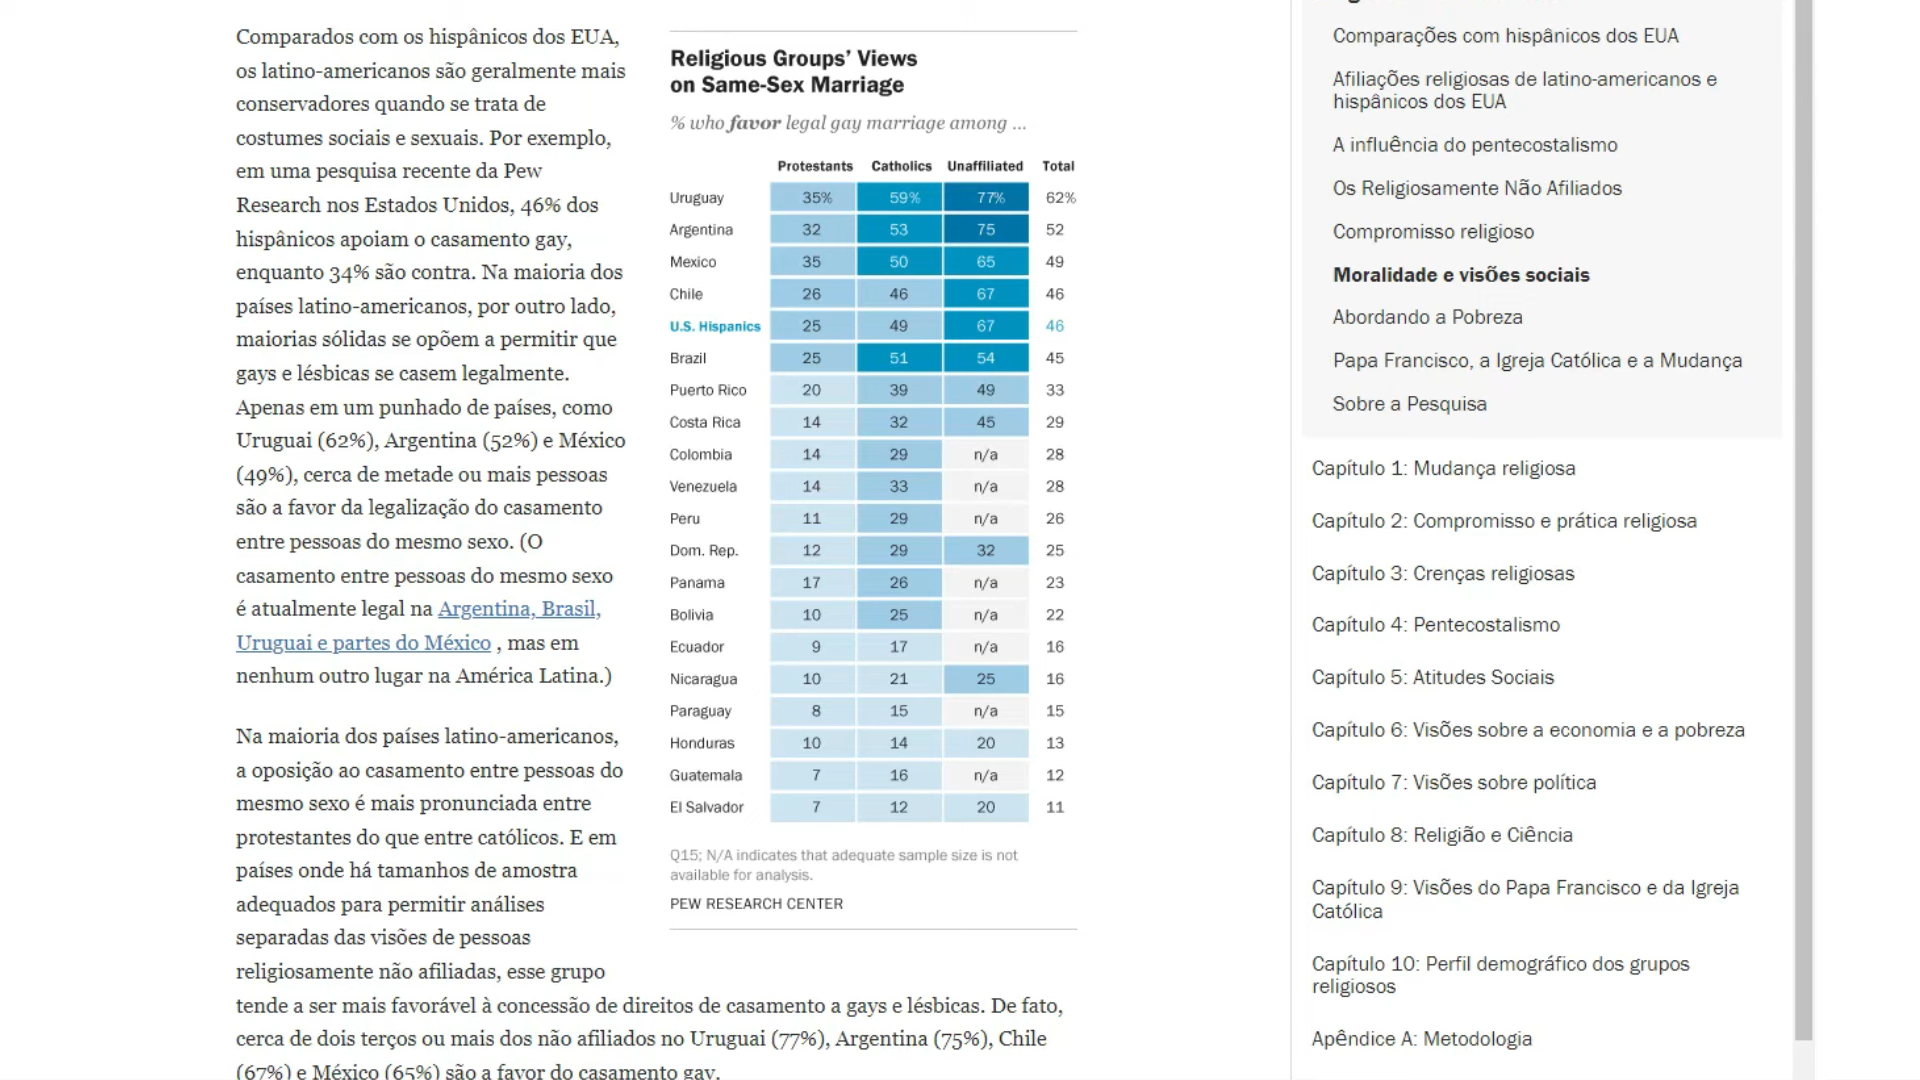 Comparados com os hispânicos dos EUA,
os latino-americanos são geralmente mais
conservadores quando se trata de
costumes sociais e sexuais. Por exemplo,
em uma pesquisa recente da Pew
Research nos Estados Unidos, 46% dos
hispânicos apoiam o casamento gay,
enquanto 34% são contra. Na maioria dos
países latino-americanos, por outro lado,
maiorias sólidas se opõem a permitir que
gays e lésbicas se casem legalmente.
Apenas em um punhado de países, como
Uruguai (62%), Argentina (52%) e México
(49%), cerca de metade ou mais pessoas
são a favor da legalização do casamento
entre pessoas do mesmo sexo. (O
casamento entre pessoas do mesmo sexo
é atualmente legal na Argentina, Brasil,
Uruguai e partes do México , mas em
nenhum outro lugar na América Latina.)
Na maioria dos países latino-americanos,
a oposição ao casamento entre pessoas do
mesmo sexo é mais pronunciada entre
protestantes do que entre católicos. E em
países onde há tamanhos de amostra
adequados para permitir análises
separadas das visões de pessoas
religiosamente não afiliadas, esse grupo
tende a ser mais favorável à concessão de direitos de casamento a gays e lésbicas. De fato,
cerca de dois terços ou mais dos não afiliados no Uruguai (77%), Argentina (75%), Chile
(67%) e México (65%) são a favor do casamento gay.
Religious Groups' Views
on Same-Sex Marriage
% who favor legal gay marriage among ...
Protestants Catholics Unaffiliated Total
Uruguay 35% 59% 77% 62%
Argentina 32 53 75 52
Mexico 35 50 65 49
Chile 26 46 67 46
U.S. Hispanics 25 49 67 46
Brazil 25 51 54 45
Puerto Rico 20 39 49 33
Costa Rica 14 32 45 29
Colombia 14 29 n/a 28
Venezuela 14 33 n/a 28
Peru 11 29 n/a 26
Dom. Rep. 12 29 32 25
Panama 17 26 n/a 23
Bolivia 10 25 n/a 22
Ecuador 9 17 n/a 16
Nicaragua 10 21 25 16
Paraguay 8 15 n/a 15
Honduras 10 14 20 13
Guatemala 7 16 n/a 12
El Salvador 7 12 20 11
Q15; N/A indicates that adequate sample size is not
available for analysis.
PEW RESEARCH CENTER
Comparações com hispânicos dos EUA
Afiliações religiosas de latino-americanos e
hispânicos dos EUA
A influência do pentecostalismo
Os Religiosamente Não Afiliados
Compromisso religioso
Moralidade e visões sociais
Abordando a Pobreza
Papa Francisco, a Igreja Católica e a Mudança
Sobre a Pesquisa
Capítulo 1: Mudança religiosa
Capítulo 2: Compromisso e prática religiosa
Capítulo 3: Crenças religiosas
Capítulo 4: Pentecostalismo
Capítulo 5: Atitudes Sociais
Capítulo 6: Visões sobre a economia e a pobreza
Capítulo 7: Visões sobre política
Capítulo 8: Religião e Ciência
Capítulo 9: Visões do Papa Francisco e da Igreja
Católica
Capítulo 10: Perfil demográfico dos grupos
religiosos
Apêndice A: Metodologia